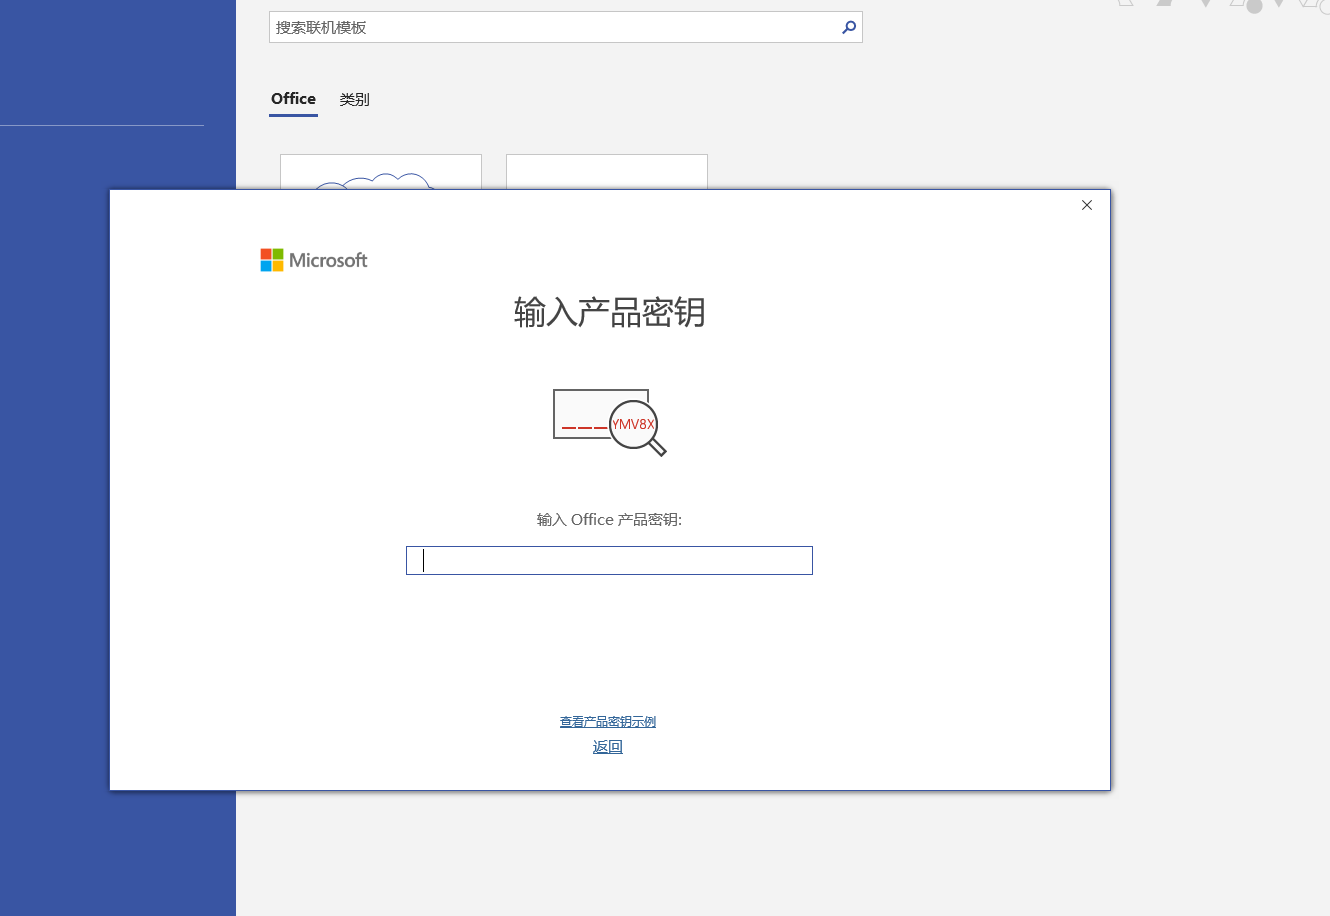 搜索联机模板
Office 类别
Microsoft
输入产品密钥
YMV8X
输入 Office 产品密钥:
查看产品密钥示例
返回